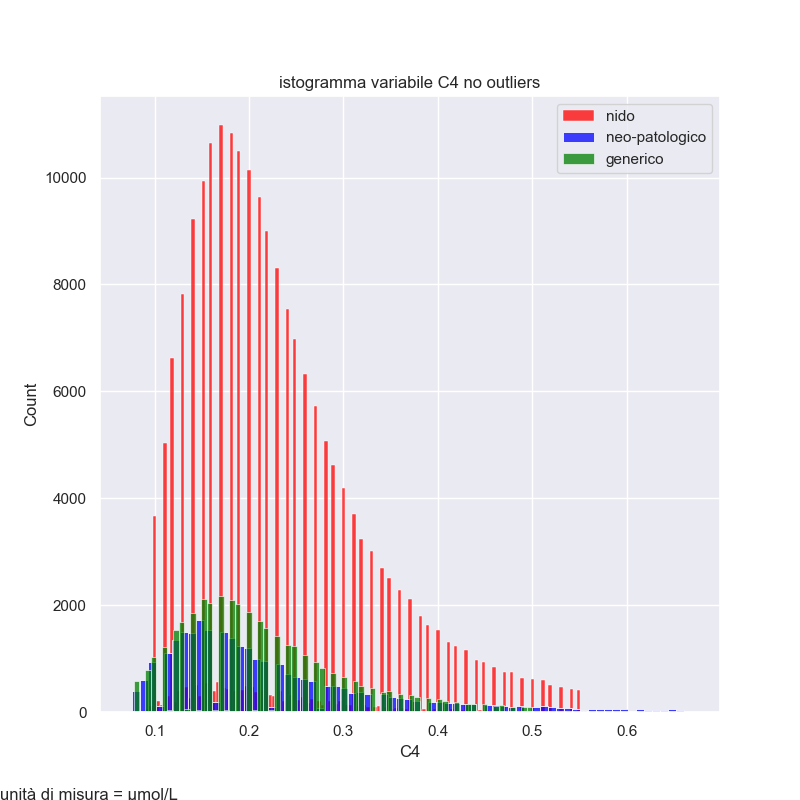 istogramma variabile C4 no outliers
nido
neo-patologico
generico
Count
10000
8000
6000
4000
2000
0
0.1 0.2 0.3 0.4 0.5 0.6
C4
unità di misura = μmol/L